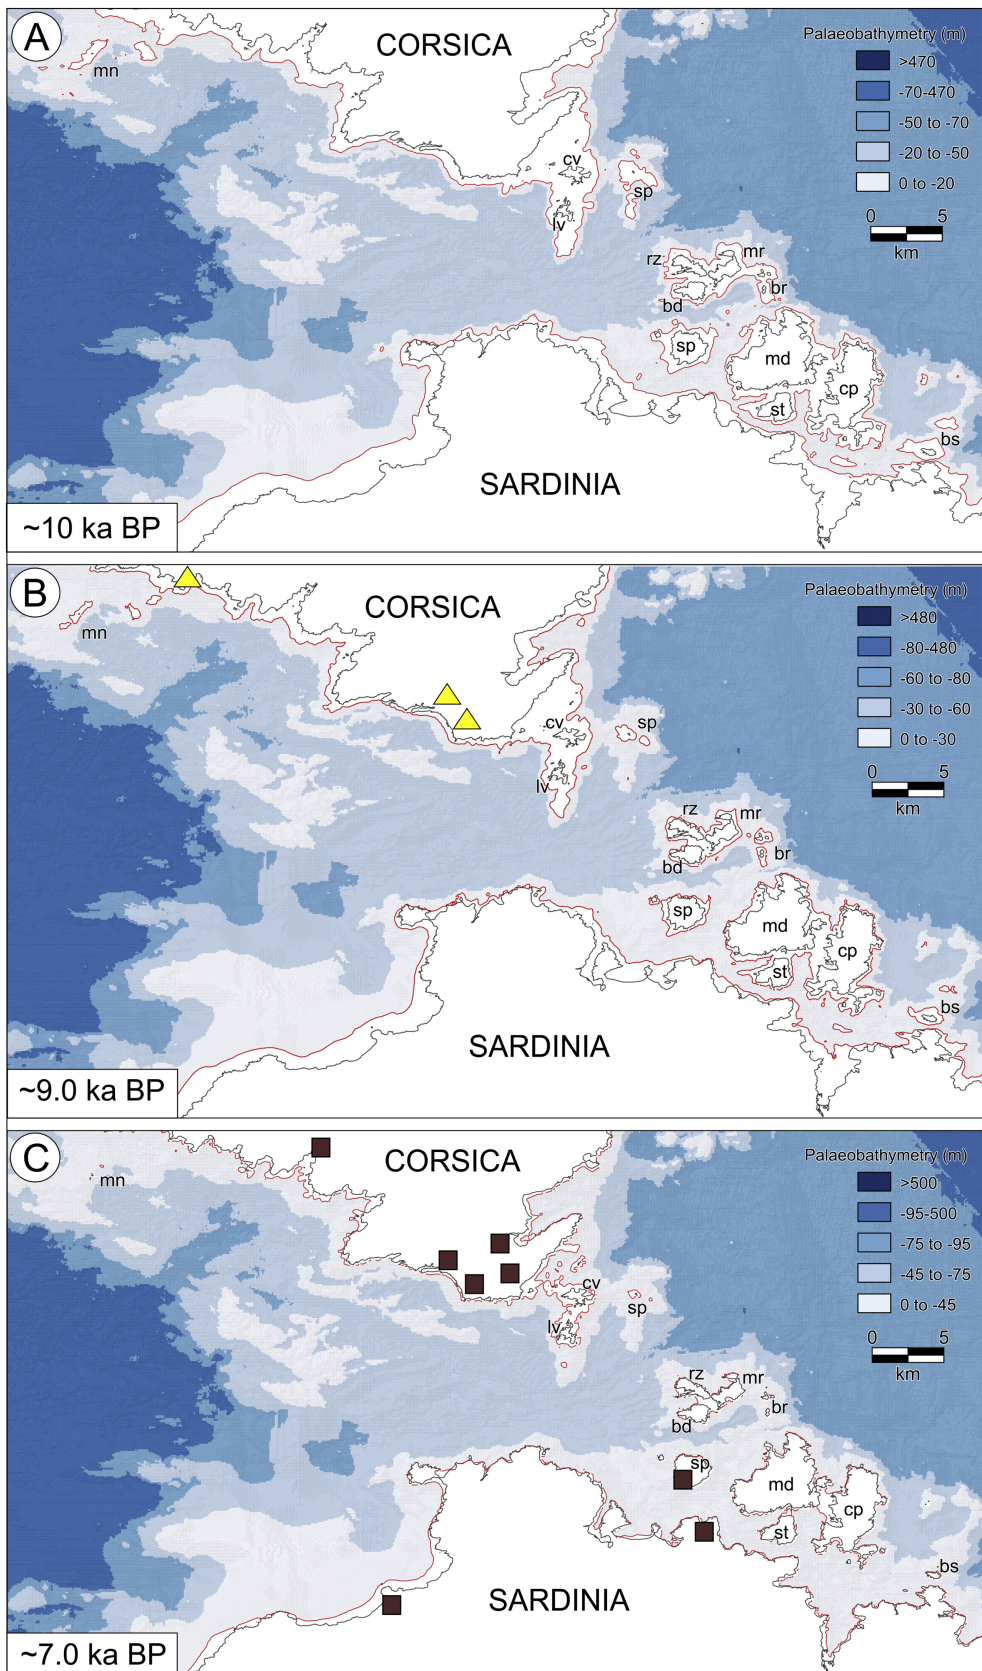 A
CORSICA
Palaeobathymetry (m)
>470
-70-470
-50 to -70
-20 to -50
0 to -20
0 5
km
mn
cv
sp
lv
rz
mr
br
bd
sp
md
cp
st
bs
SARDINIA
~10 ka BP
B
CORSICA
Palaeobathymetry (m)
>480
-80-480
-60 to -80
-30 to -60
0 to -30
0 5
km
mn
cv
sp
lv
rz
mr
br
bd
sp
md
cp
st
bs
SARDINIA
~9.0 ka BP
C
CORSICA
Palaeobathymetry (m)
>500
-95-500
-75 to -95
-45 to -75
0 to -45
0 5
km
mn
cv
sp
lv
rz
mr
br
bd
sp
md
cp
st
bs
SARDINIA
~7.0 ka BP